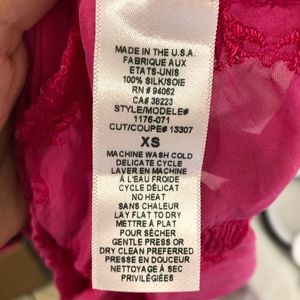 MADE IN THE U.S.A.
FABRIQUE AUX
ETATS-UNIS
100% SILK/SOIE
RN # 94062
CA# 38223
STYLE/MODELE#
1176-071
CUT/COUPE# 13307
XS
MACHINE WASH COLD
DELICATE CYCLE
LAVER EN MACHINE
À L'EAU FROIDE
CYCLE DÉLICAT
NO HEAT
SANS CHALEUR
LAY FLAT TO DRY
METTRE À PLAT
POUR SÉCHER
GENTLE PRESS OR
DRY CLEAN PREFERRED
PRESSE EN DOUCEUR
NETTOYAGE À SEC
PRIVILÉGIÉS